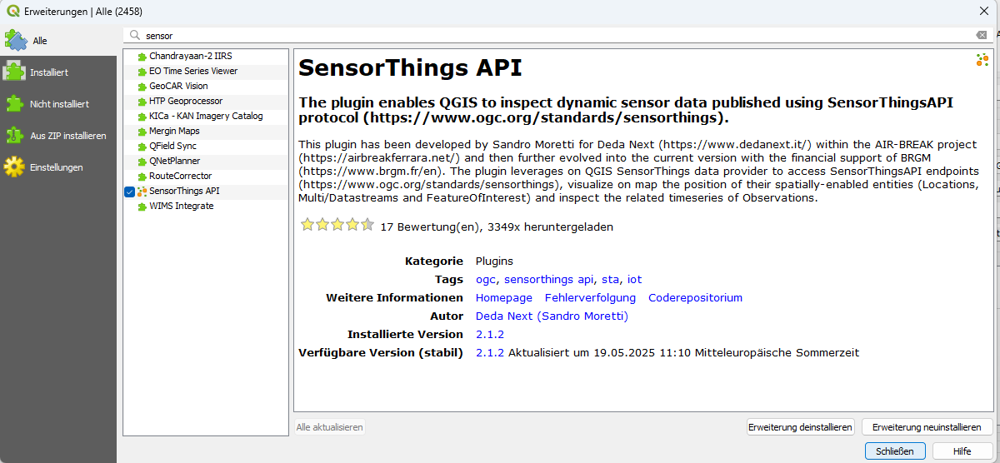 Erweiterungen | Alle (2458)
Alle
Installiert
Nicht installiert
Aus ZIP installieren
Einstellungen
sensor
Chandrayaan-2 IIRS
EO Time Series Viewer
GeoCAR Vision
HTP Geoprocessor
KICa - KAN Imagery Catalog
Mergin Maps
QField Sync
QNetPlanner
RouteCorrector
SensorThings API
WIMS Integrate
SensorThings API
The plugin enables QGIS to inspect dynamic sensor data published using SensorThingsAPI
protocol (https://www.ogc.org/standards/sensorthings).
This plugin has been developed by Sandro Moretti for Deda Next (https://www.dedanext.it/) within the AIR-BREAK project
(https://airbreakferrara.net/) and then further evolved into the current version with the financial support of BRGM
(https://www.brgm.fr/en). The plugin leverages on QGIS SensorThings data provider to access SensorThingsAPI endpoints
(https://www.ogc.org/standards/sensorthings), visualize on map the position of their spatially-enabled entities (Locations,
Multi/Datastreams and FeatureOfInterest) and inspect the related timeseries of Observations.
17 Bewertung(en), 3349x heruntergeladen
Kategorie Plugins
Tags ogc, sensorthings api, sta, iot
Weitere Informationen Homepage Fehlerverfolgung Coderepositorium
Autor Deda Next (Sandro Moretti)
Installierte Version 2.1.2
Verfügbare Version (stabil) 2.1.2 Aktualisiert um 19.05.2025 11:10 Mitteleuropäische Sommerzeit
Alle aktualisieren
Erweiterung deinstallieren
Erweiterung neuinstallieren
Schließen
Hilfe